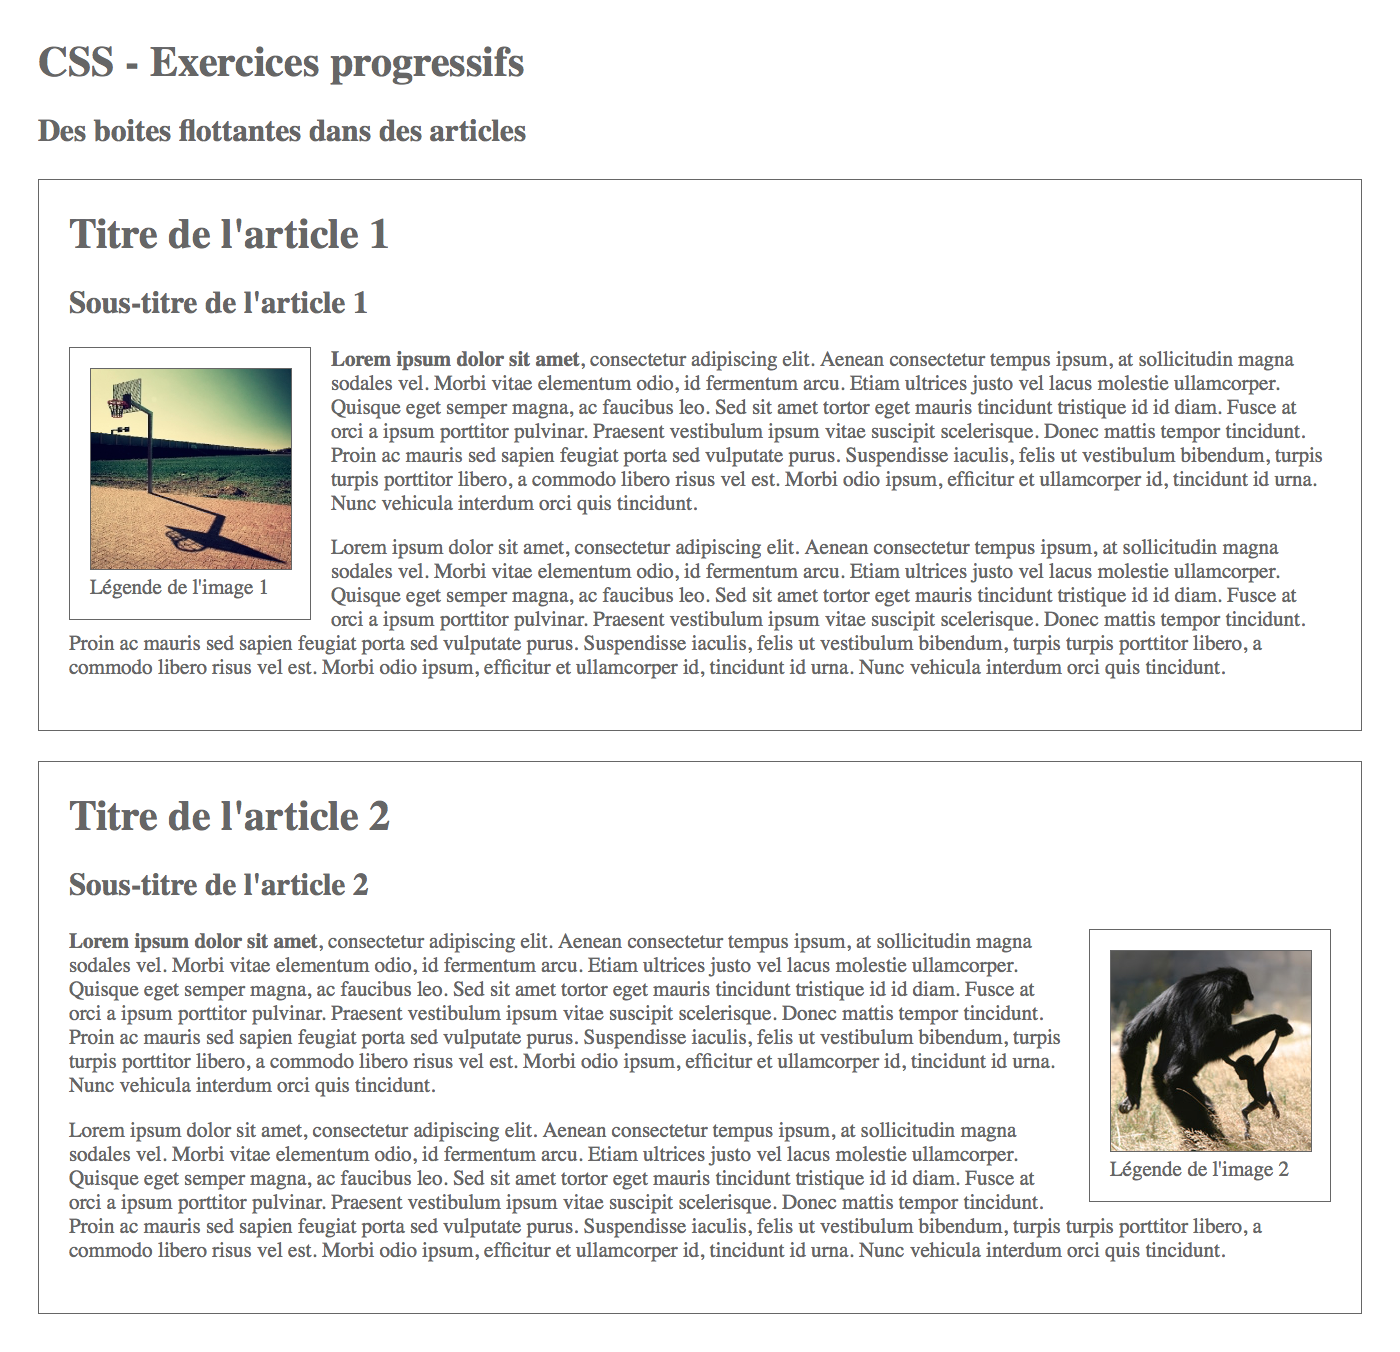 CSS - Exercices progressifs
Des boites flottantes dans des articles
Titre de l'article 1
Sous-titre de l'article 1
Lorem ipsum dolor sit amet, consectetur adipiscing elit. Aenean consectetur tempus ipsum, at sollicitudin magna
sodales vel. Morbi vitae elementum odio, id fermentum arcu. Etiam ultrices justo vel lacus molestie ullamcorper.
Quisque eget semper magna, ac faucibus leo. Sed sit amet tortor eget mauris tincidunt tristique id id diam. Fusce at
orci a ipsum porttitor pulvinar. Praesent vestibulum ipsum vitae suscipit scelerisque. Donec mattis tempor tincidunt.
Proin ac mauris sed sapien feugiat porta sed vulputate purus. Suspendisse iaculis, felis ut vestibulum bibendum, turpis
turpis porttitor libero, a commodo libero risus vel est. Morbi odio ipsum, efficitur et ullamcorper id, tincidunt id urna.
Nunc vehicula interdum orci quis tincidunt.
Légende de l'image 1
Lorem ipsum dolor sit amet, consectetur adipiscing elit. Aenean consectetur tempus ipsum, at sollicitudin magna
sodales vel. Morbi vitae elementum odio, id fermentum arcu. Etiam ultrices justo vel lacus molestie ullamcorper.
Quisque eget semper magna, ac faucibus leo. Sed sit amet tortor eget mauris tincidunt tristique id id diam. Fusce at
orci a ipsum porttitor pulvinar. Praesent vestibulum ipsum vitae suscipit scelerisque. Donec mattis tempor tincidunt.
Proin ac mauris sed sapien feugiat porta sed vulputate purus. Suspendisse iaculis, felis ut vestibulum bibendum, turpis turpis porttitor libero, a
commodo libero risus vel est. Morbi odio ipsum, efficitur et ullamcorper id, tincidunt id urna. Nunc vehicula interdum orci quis tincidunt.
Titre de l'article 2
Sous-titre de l'article 2
Lorem ipsum dolor sit amet, consectetur adipiscing elit. Aenean consectetur tempus ipsum, at sollicitudin magna
sodales vel. Morbi vitae elementum odio, id fermentum arcu. Etiam ultrices justo vel lacus molestie ullamcorper.
Quisque eget semper magna, ac faucibus leo. Sed sit amet tortor eget mauris tincidunt tristique id id diam. Fusce at
orci a ipsum porttitor pulvinar. Praesent vestibulum ipsum vitae suscipit scelerisque. Donec mattis tempor tincidunt.
Proin ac mauris sed sapien feugiat porta sed vulputate purus. Suspendisse iaculis, felis ut vestibulum bibendum, turpis
turpis porttitor libero, a commodo libero risus vel est. Morbi odio ipsum, efficitur et ullamcorper id, tincidunt id urna.
Nunc vehicula interdum orci quis tincidunt.
Lorem ipsum dolor sit amet, consectetur adipiscing elit. Aenean consectetur tempus ipsum, at sollicitudin magna
sodales vel. Morbi vitae elementum odio, id fermentum arcu. Etiam ultrices justo vel lacus molestie ullamcorper.
Quisque eget semper magna, ac faucibus leo. Sed sit amet tortor eget mauris tincidunt tristique id id diam. Fusce at
orci a ipsum porttitor pulvinar. Praesent vestibulum ipsum vitae suscipit scelerisque. Donec mattis tempor tincidunt.
Légende de l'image 2
Proin ac mauris sed sapien feugiat porta sed vulputate purus. Suspendisse iaculis, felis ut vestibulum bibendum, turpis turpis porttitor libero, a
commodo libero risus vel est. Morbi odio ipsum, efficitur et ullamcorper id, tincidunt id urna. Nunc vehicula interdum orci quis tincidunt.